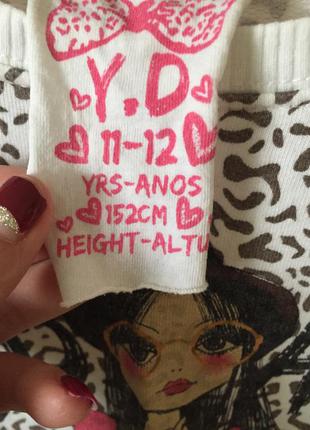 Y.D
11-12
YRS-ANOS
152CM
HEIGHT-ALTU